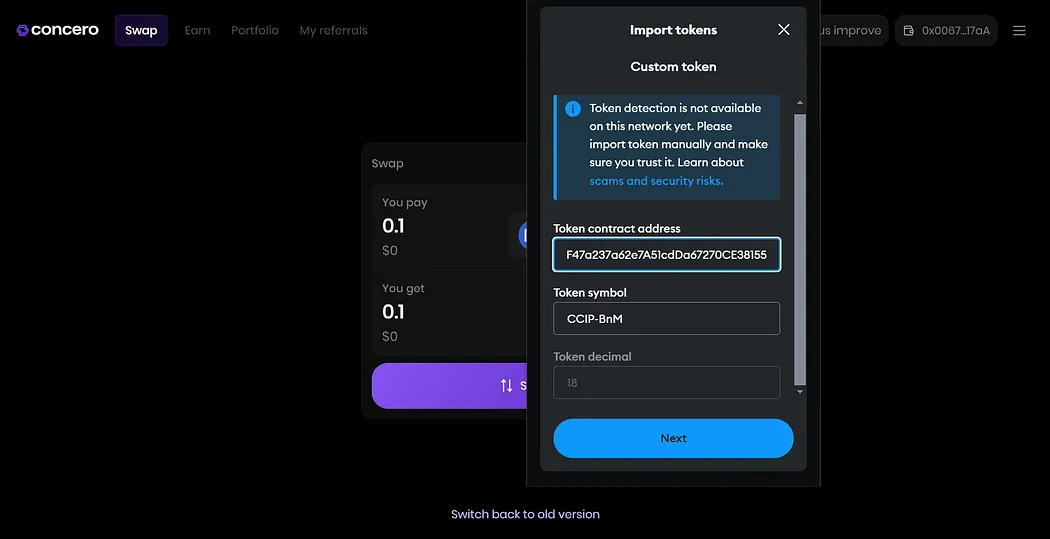 concero
Swap
Earn
Portfolio
My referrals
us improve
0x0067...17aA
Swap
You pay
0.1
$0
You get
0.1
$0
Switch back to old version
Import tokens
Custom token
Token detection is not available
on this network yet. Please
import token manually and make
sure you trust it. Learn about
scams and security risks.
Token contract address
F47a237a62e7A51cdDa67270CE38155
Token symbol
CCIP-BnM
Token decimal
18
Next